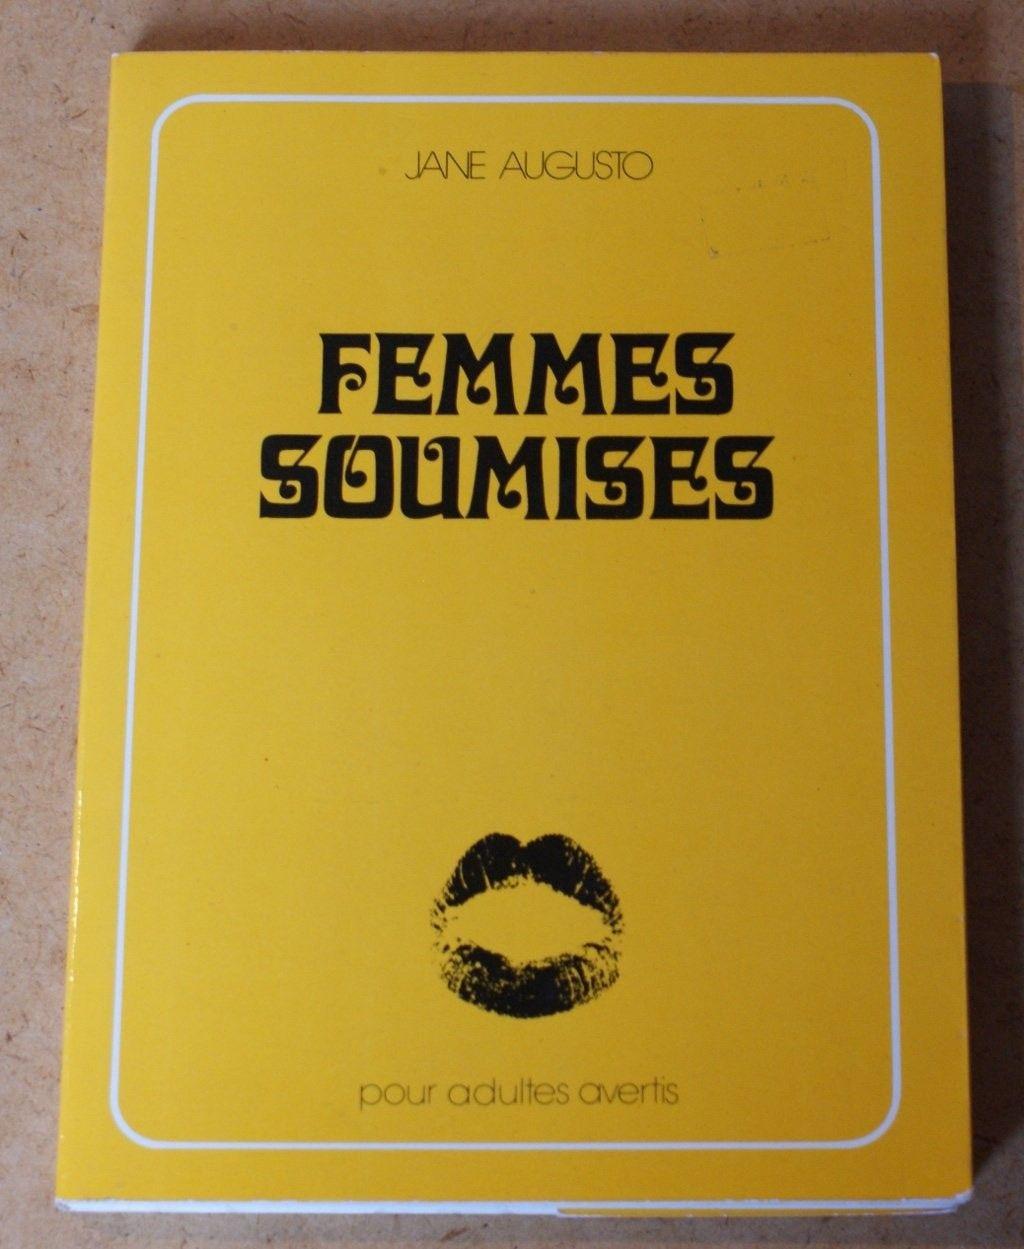 JANE AUGUSTO
FEMMES
SOUMISES
pour adultes avertis